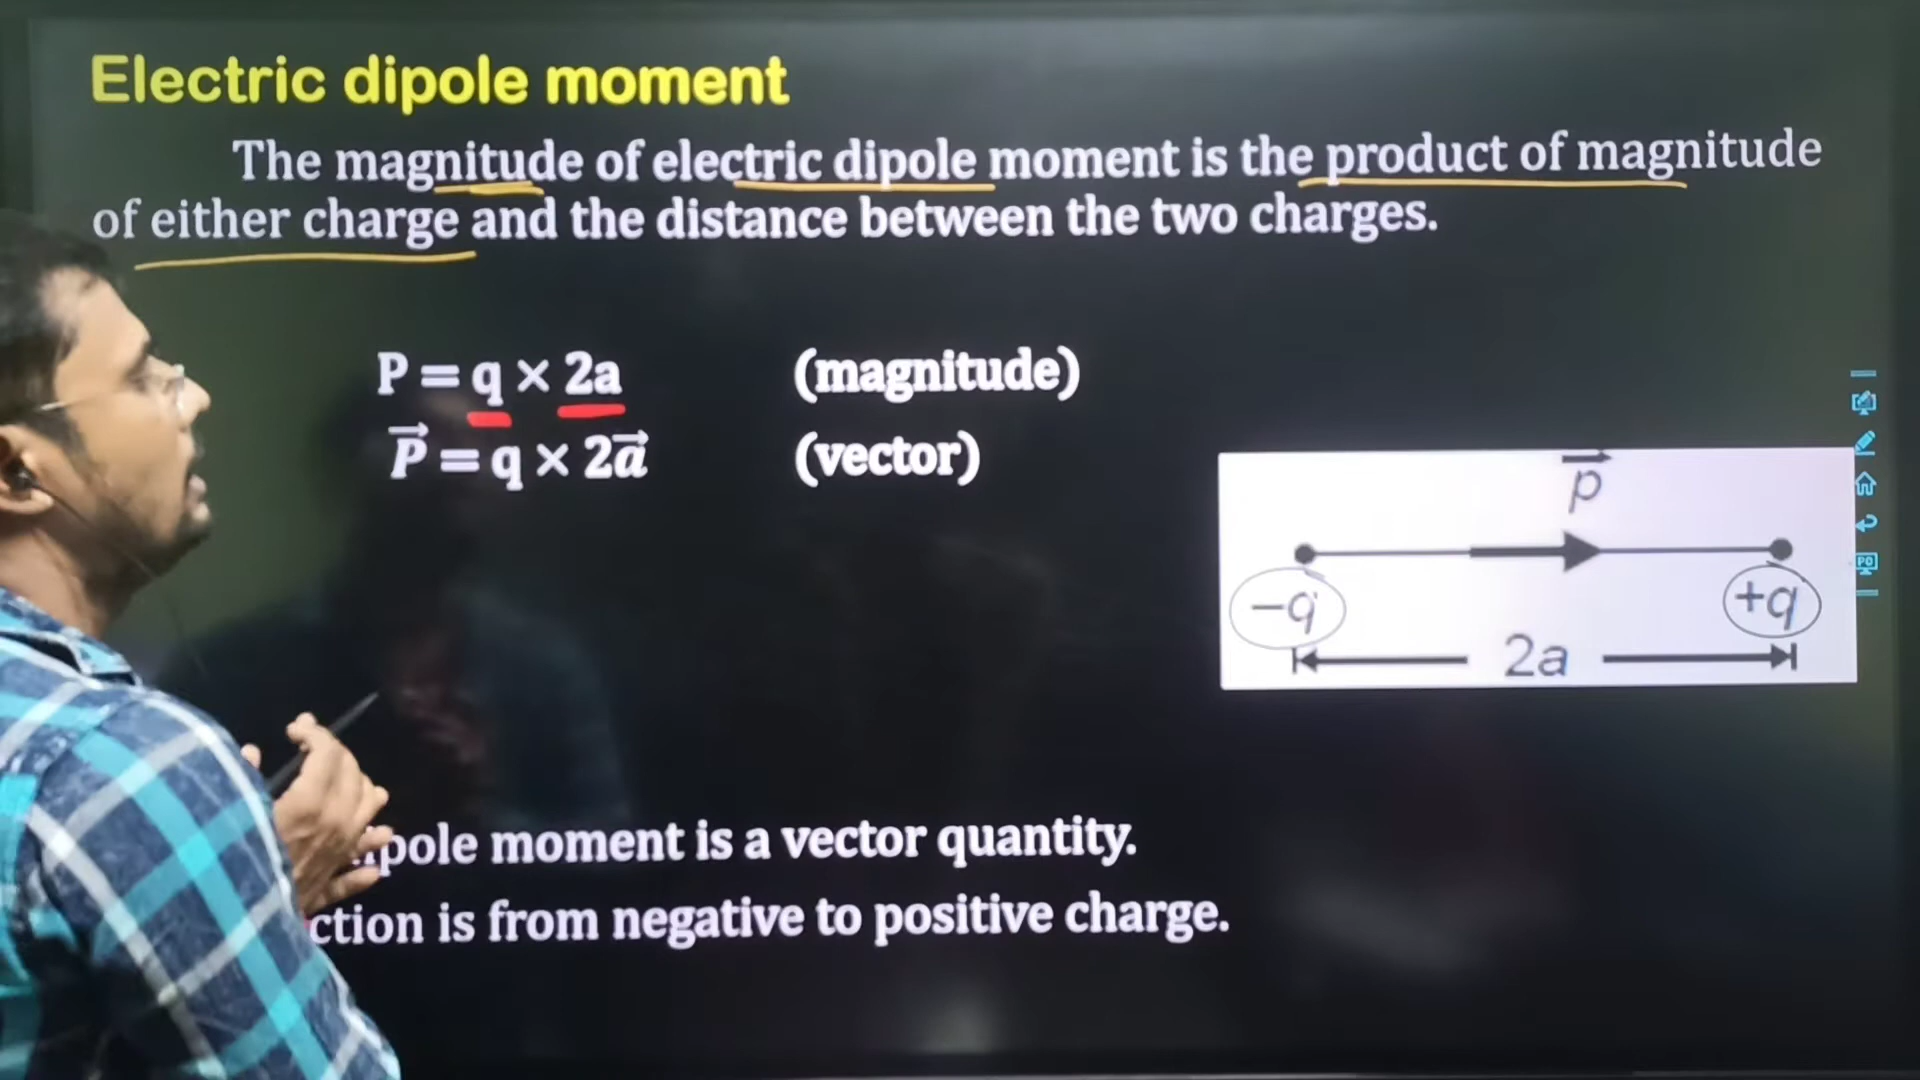 Electric dipole moment
The magnitude of electric dipole moment is the product of magnitude
of either charge and the distance between the two charges.
P = q × 2a (magnitude)
P⃗ = q × 2a⃗ (vector)
p⃗
−q +q
2a
moment is a vector quantity.
is from negative to positive charge.